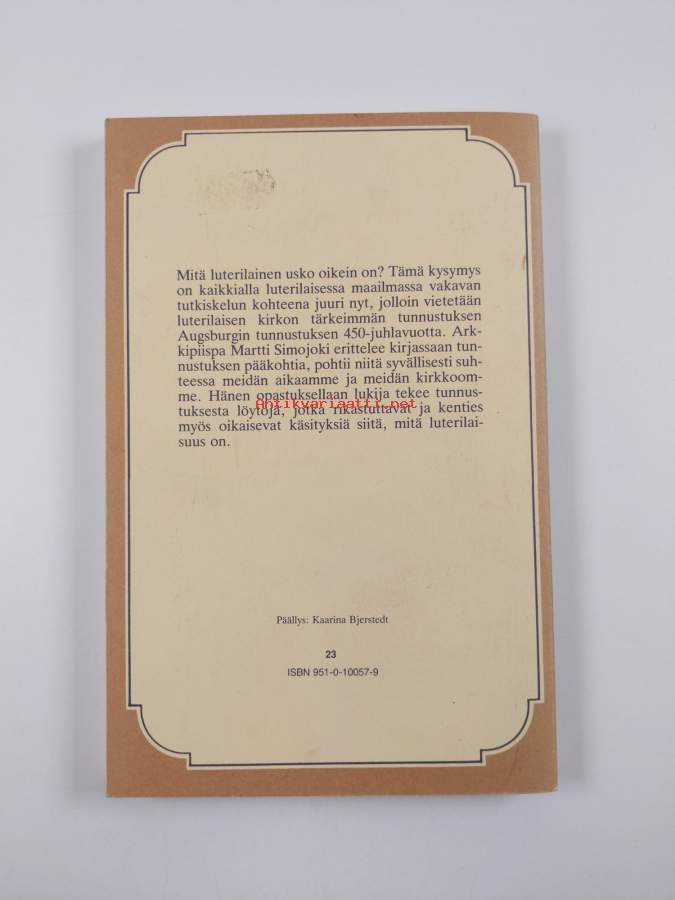 Mitä luterilainen usko oikein on? Tämä kysymys
on kaikkialla luterilaisessa maailmassa vakavan
tutkiskelun kohteena juuri nyt, jolloin vietetään
luterilaisen kirkon tärkeimmän tunnustuksen
Augsburgin tunnustuksen 450-juhlavuotta. Ark-
kipiispa Martti Simojoki erittelee kirjassaan tun-
nustuksen pääkohtia, pohtii niitä syvällisesti suh-
teessa meidän aikaamme ja meidän kirkkoom-
me. Hänen opastuksellaan lukija tekee tunnus-
Antikvariaatti.net
tuksesta löytöjä, jotka rikastuttavat ja kenties
myös oikaisevat käsityksiä siitä, mitä luterilai-
suus on.
Päällys: Kaarina Bjerstedt
23
ISBN 951-0-10057-9